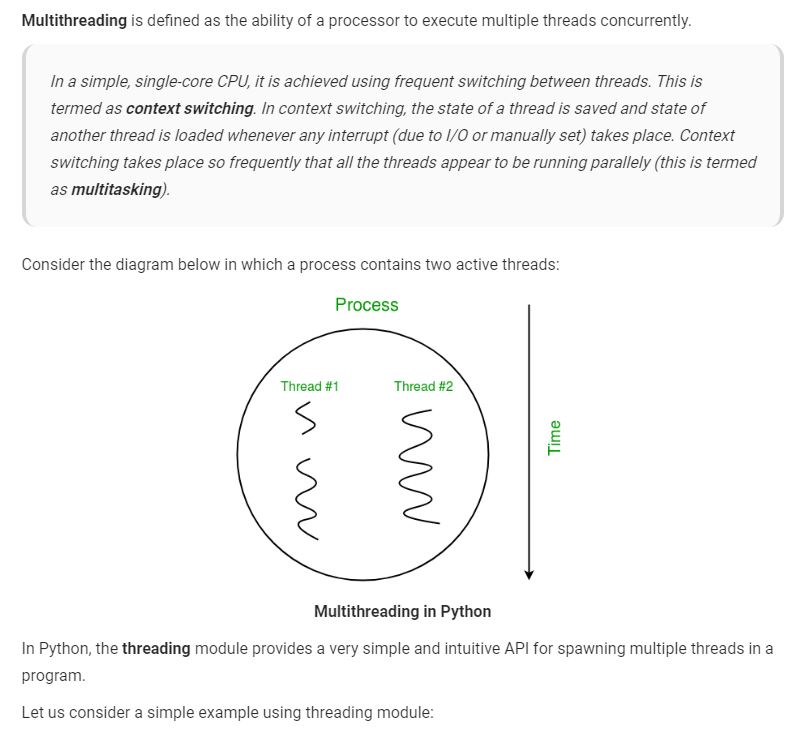 Multithreading is defined as the ability of a processor to execute multiple threads concurrently.
In a simple, single-core CPU, it is achieved using frequent switching between threads. This is
termed as context switching. In context switching, the state of a thread is saved and state of
another thread is loaded whenever any interrupt (due to I/O or manually set) takes place. Context
switching takes place so frequently that all the threads appear to be running parallely (this is termed
as multitasking).
Consider the diagram below in which a process contains two active threads:
Process
Thread #1
Thread #2
Time
Multithreading in Python
In Python, the threading module provides a very simple and intuitive API for spawning multiple threads in a
program.
Let us consider a simple example using threading module: